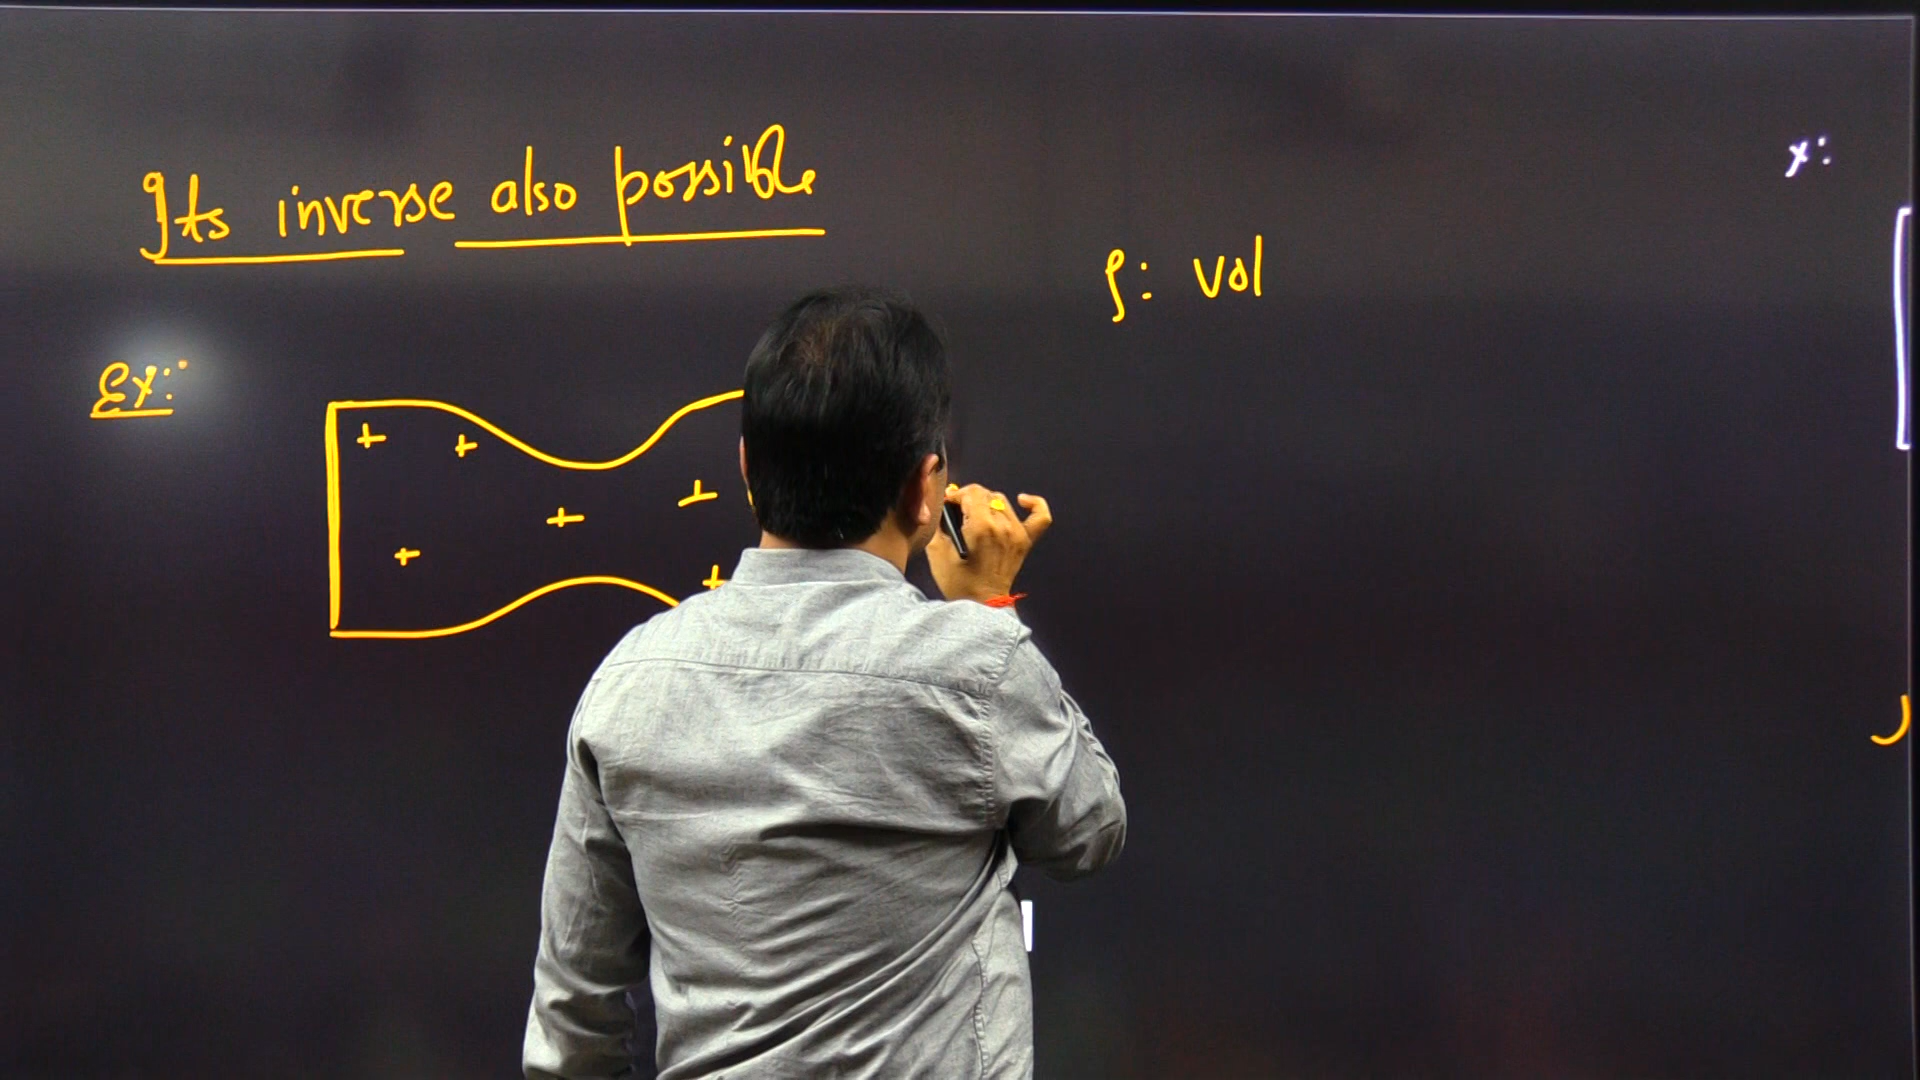 Its inverse also possible
ρ: vol
x:
Ex:
+ +
+
+
+
+